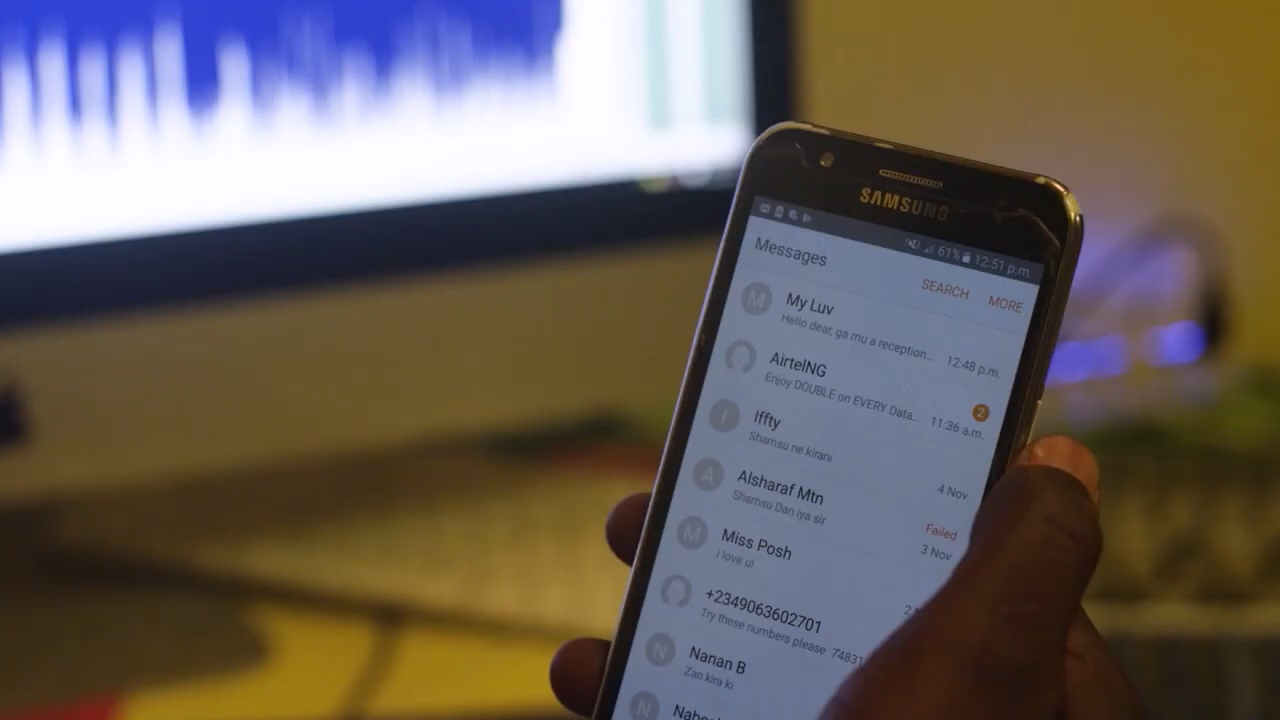 SAMSUNG
61% 12:51 p.m.
Messages
SEARCH MORE
My Luv
Hello dear, ga mu a reception... 12:48 p.m.
AirtelNG
2
Enjoy DOUBLE on EVERY Data... 11:36 a.m.
Iffty
Shamsu ne kirani
4 Nov
Alsharaf Mtn
Failed
Shamsu Dan iya sir
3 Nov
Miss Posh
i love u!
+2349063602701
Try these numbers please 74831
Nanan B
Zan kira ki